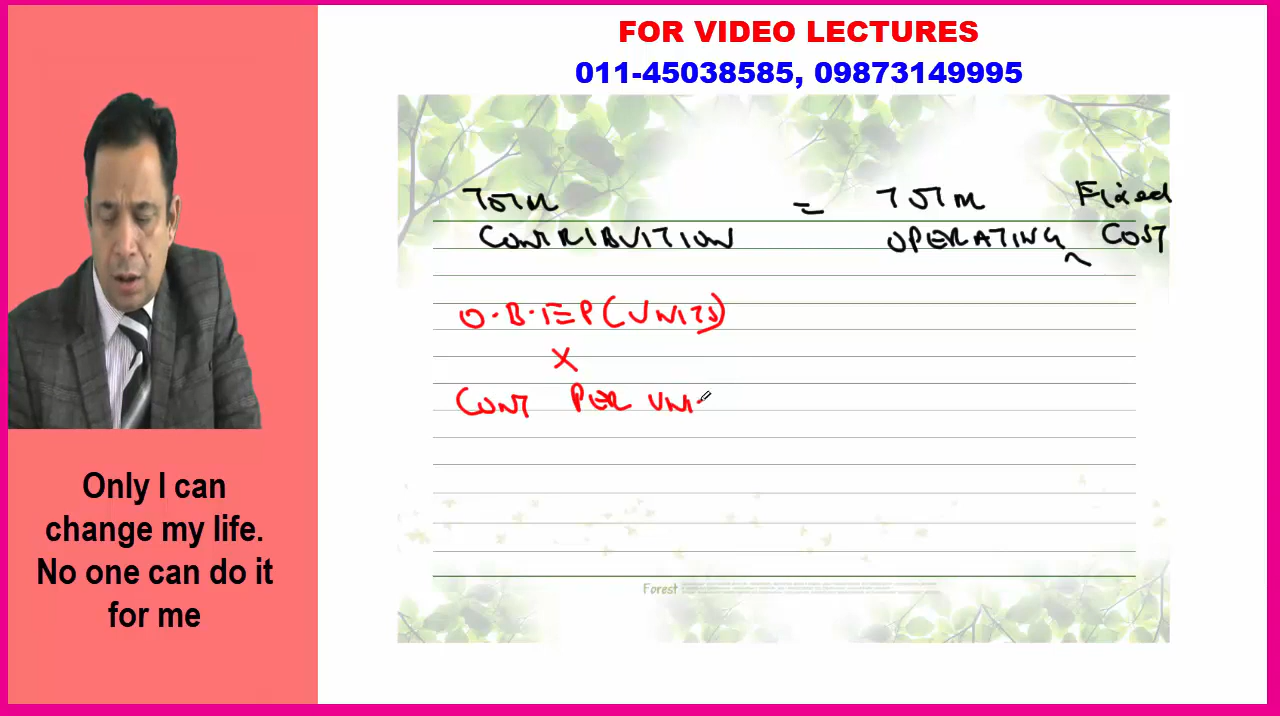 FOR VIDEO LECTURES
011-45038585, 09873149995
TOTAL = TOTAL Fixed
CONTRIBUTION OPERATING COST
O.B.E.P (UNITS)
X
CONT PER UNI
Forest
Only I can
change my life.
No one can do it
for me